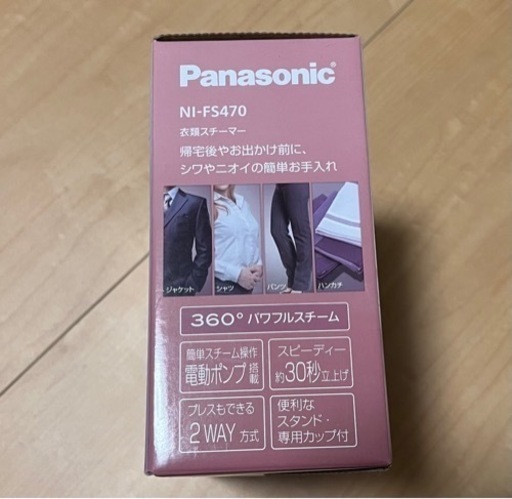 Panasonic
NI-FS470
衣類スチーマー
帰宅後やお出かけ前に、
シワやニオイの簡単お手入れ
ジャケット
シャツ
パンツ
ハンカチ
360° パワフルスチーム
簡単スチーム操作
電動ポンプ搭載
スピーディー
約30秒立上げ
プレスもできる
2 WAY 方式
便利な
スタンド・
専用カップ付